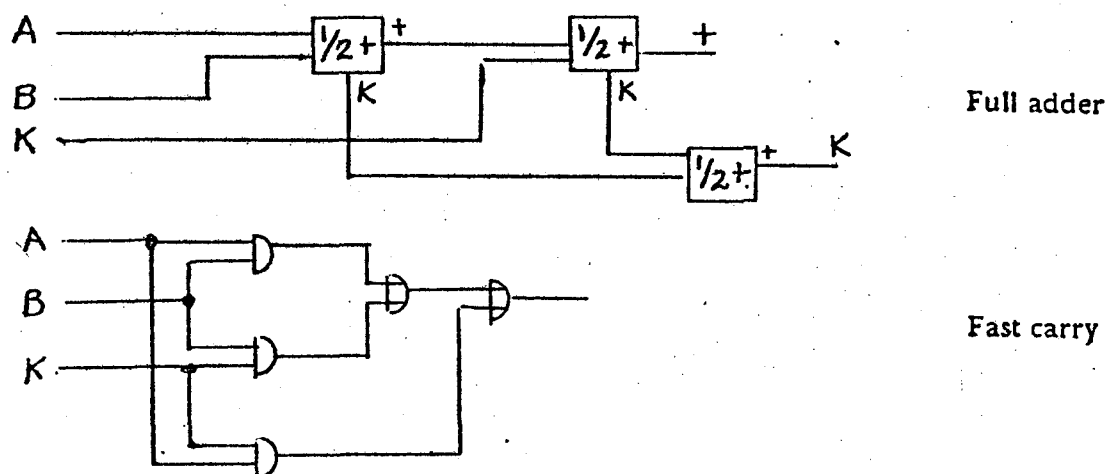 A
1/2 +
+
1/2 +
+
K
K
B
Full adder
K
1/2 +
+
K
A
B
Fast carry
K